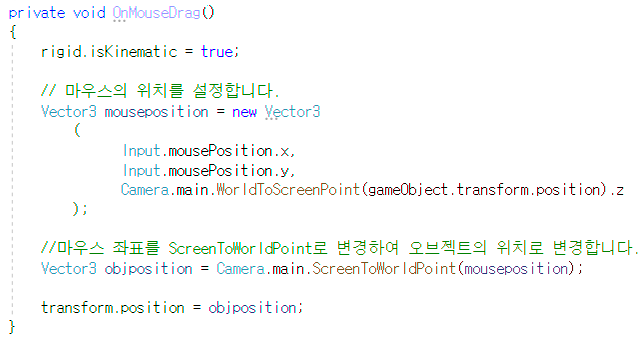 private void OnMouseDrag()
{
rigid.isKinematic = true;
// 마우스의 위치를 설정합니다.
Vector3 mouseposition = new Vector3
(
Input.mousePosition.x,
Input.mousePosition.y,
Camera.main.WorldToScreenPoint(gameObject.transform.position).z
);
//마우스 좌표를 ScreenToWorldPoint로 변경하여 오브젝트의 위치로 변경합니다.
Vector3 objposition = Camera.main.ScreenToWorldPoint(mouseposition);
transform.position = objposition;
}